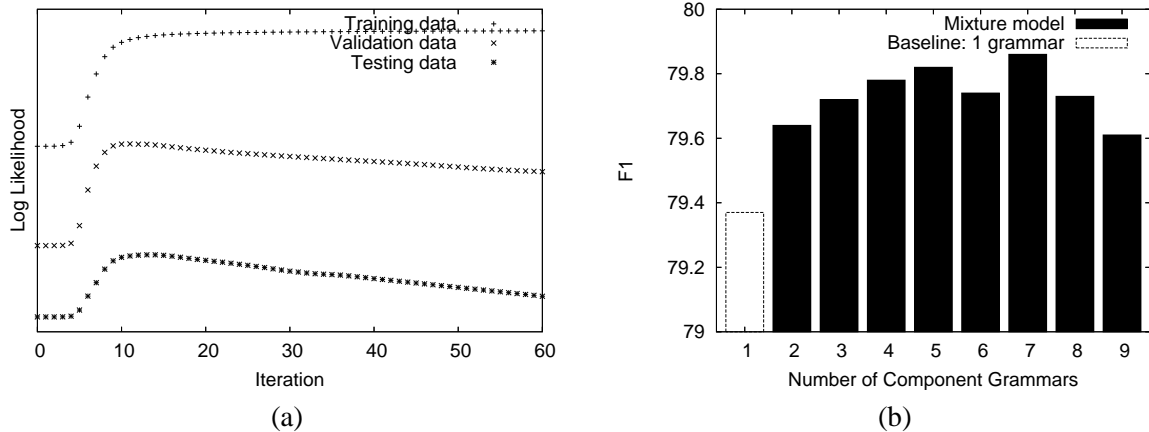 Log Likelihood
Training data
Validation data
Testing data
0 10 20 30 40 50 60
Iteration
(a)
F1
80
79.8
79.6
79.4
79.2
79
Mixture model
Baseline: 1 grammar
1 2 3 4 5 6 7 8 9
Number of Component Grammars
(b)